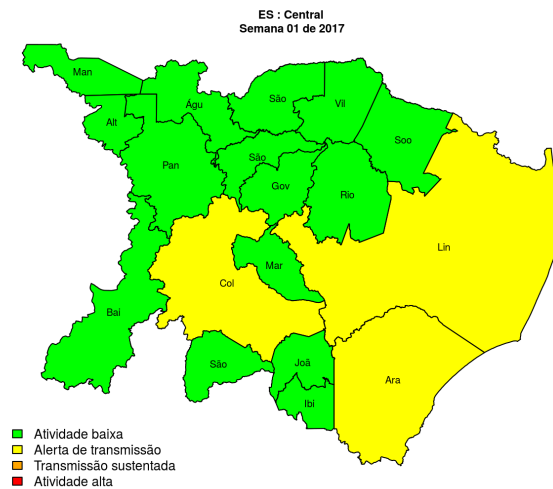 ES : Central
Semana 01 de 2017
Man
São
Vil
Águ
Alt
Soo
São
Pan
Gov
Rio
Lin
Mar
Col
Bai
São
Joã
Ara
Ibi
Atividade baixa
Alerta de transmissão
Transmissão sustentada
Atividade alta